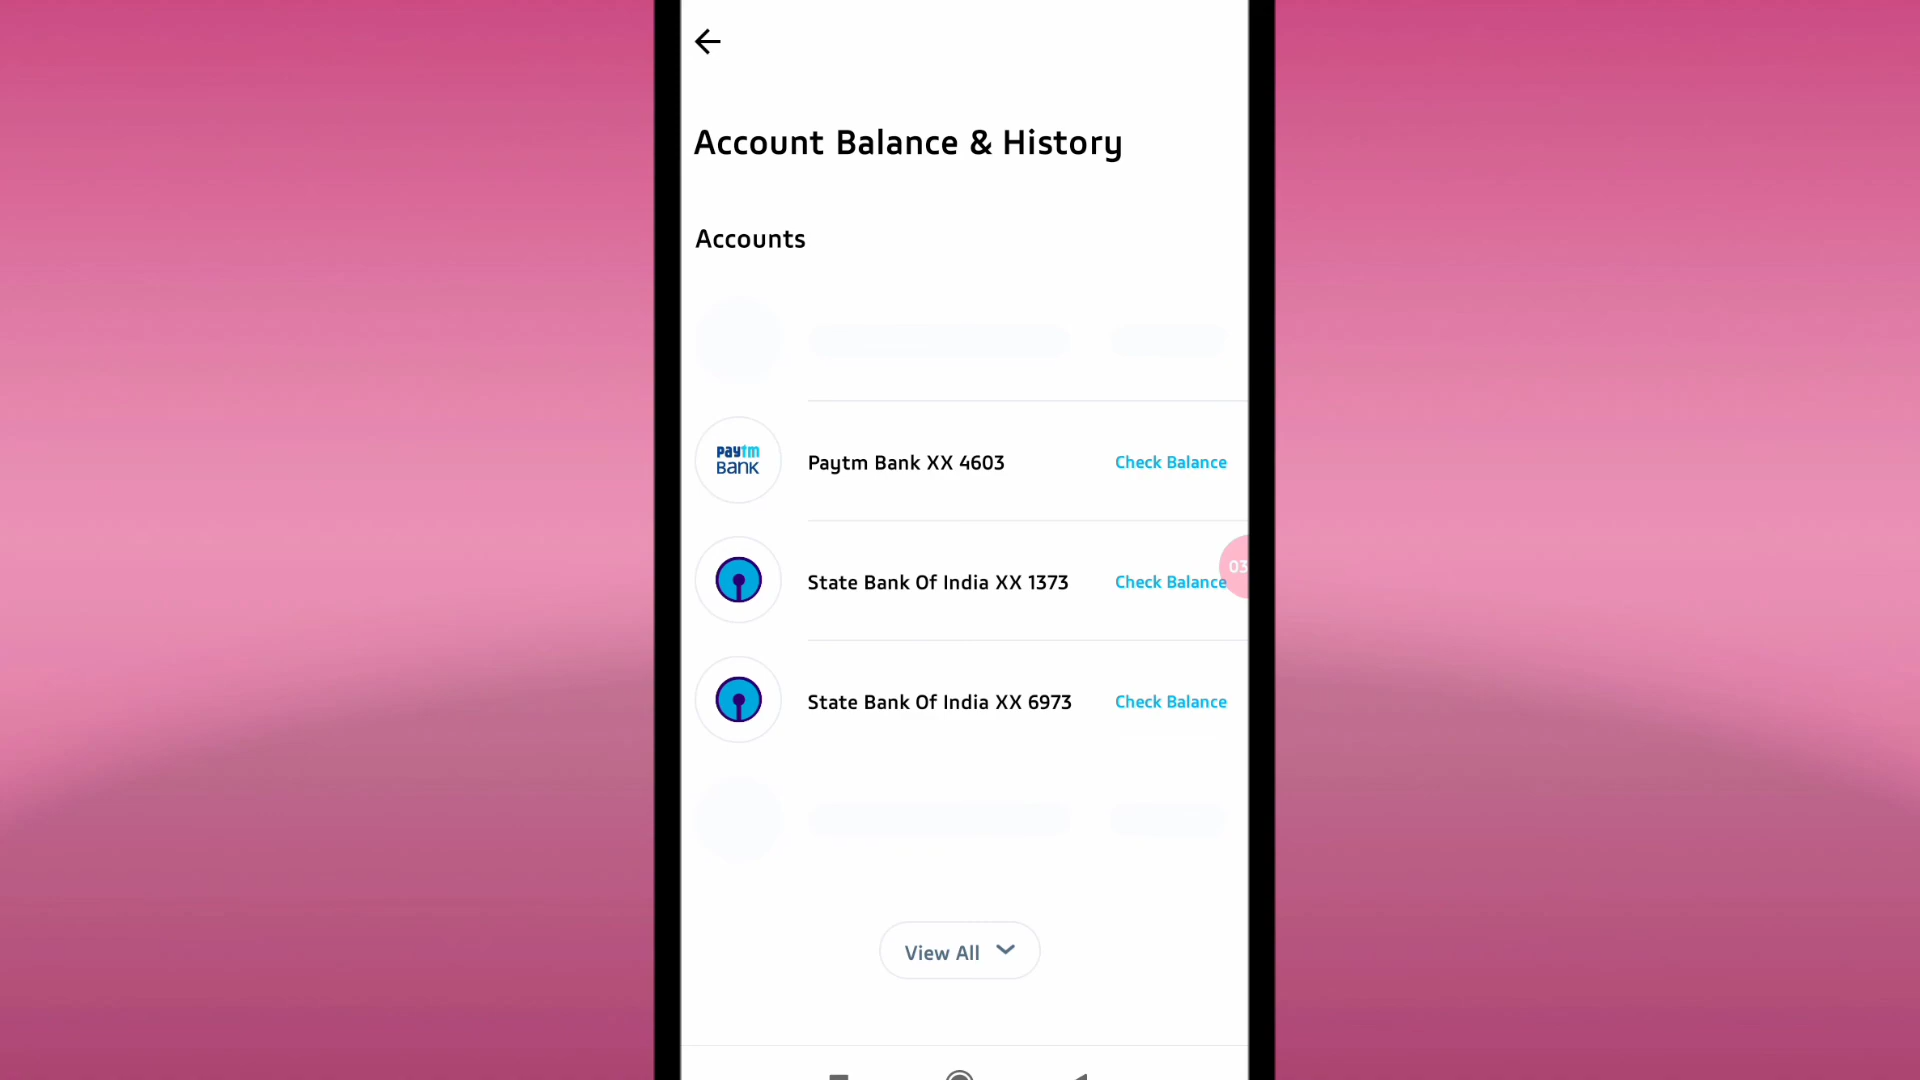 Account Balance & History
Accounts
paytm
BANK
Paytm Bank XX 4603
Check Balance
State Bank Of India XX 1373
Check Balance
03
State Bank Of India XX 6973
Check Balance
View All